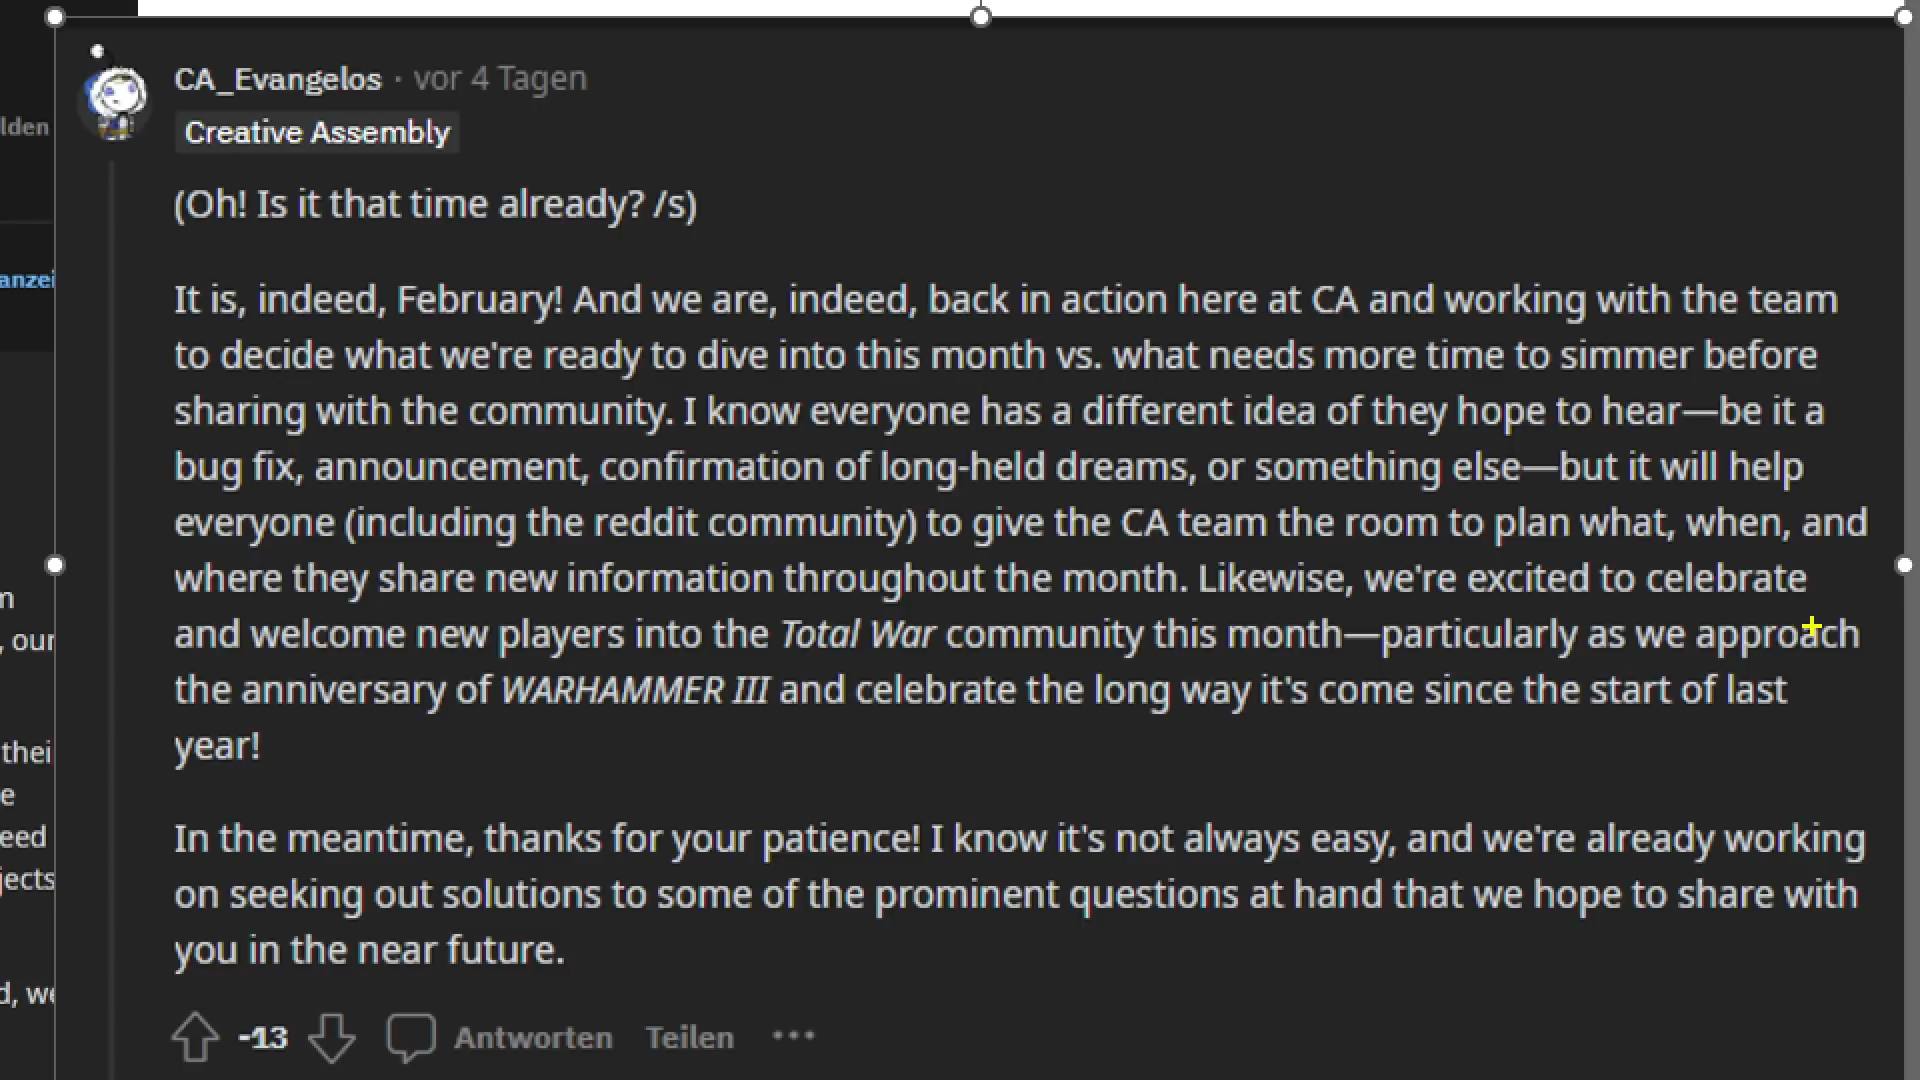 CA_Evangelos · vor 4 Tagen
Creative Assembly
(Oh! Is it that time already? /s)
It is, indeed, February! And we are, indeed, back in action here at CA and working with the team
to decide what we're ready to dive into this month vs. what needs more time to simmer before
sharing with the community. I know everyone has a different idea of they hope to hear—be it a
bug fix, announcement, confirmation of long-held dreams, or something else—but it will help
everyone (including the reddit community) to give the CA team the room to plan what, when, and
where they share new information throughout the month. Likewise, we're excited to celebrate
and welcome new players into the Total War community this month—particularly as we approach
the anniversary of WARHAMMER III and celebrate the long way it's come since the start of last
year!
In the meantime, thanks for your patience! I know it's not always easy, and we're already working
on seeking out solutions to some of the prominent questions at hand that we hope to share with
you in the near future.
-13 Antworten Teilen ···
lden
anzei
n
, our
thei
e
eed
jects
d, we